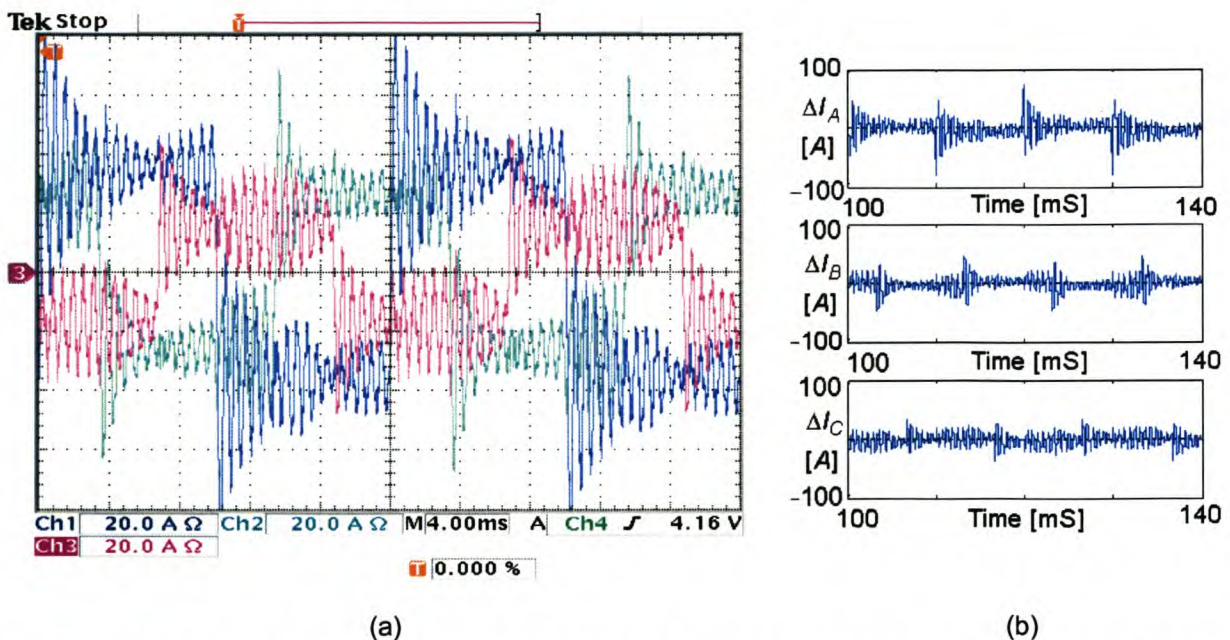 Tek Stop
T
T
3
Ch1 20.0 A Ω Ch2 20.0 A Ω M 4.00ms A Ch4 ʃ 4.16 V
Ch3 20.0 A Ω
T 0.000 %
(a)
100
ΔI_A
[A]
-100
100 Time [mS] 140
100
ΔI_B
[A]
-100
100 Time [mS] 140
100
ΔI_C
[A]
-100
100 Time [mS] 140
(b)